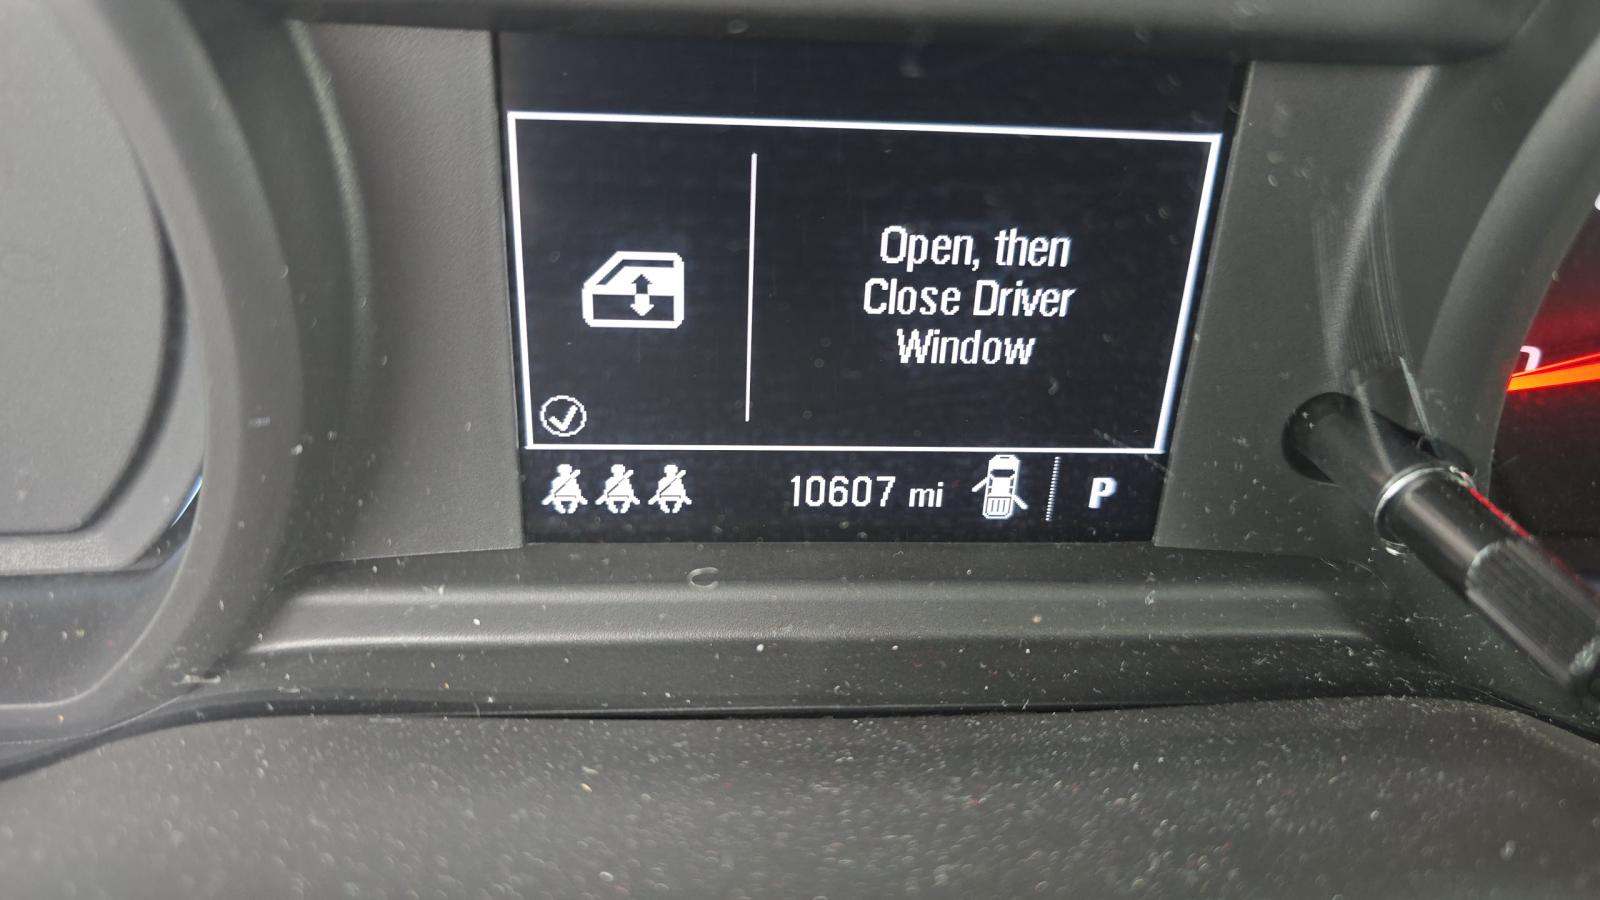 Open, then
Close Driver
Window
10607 mi
P